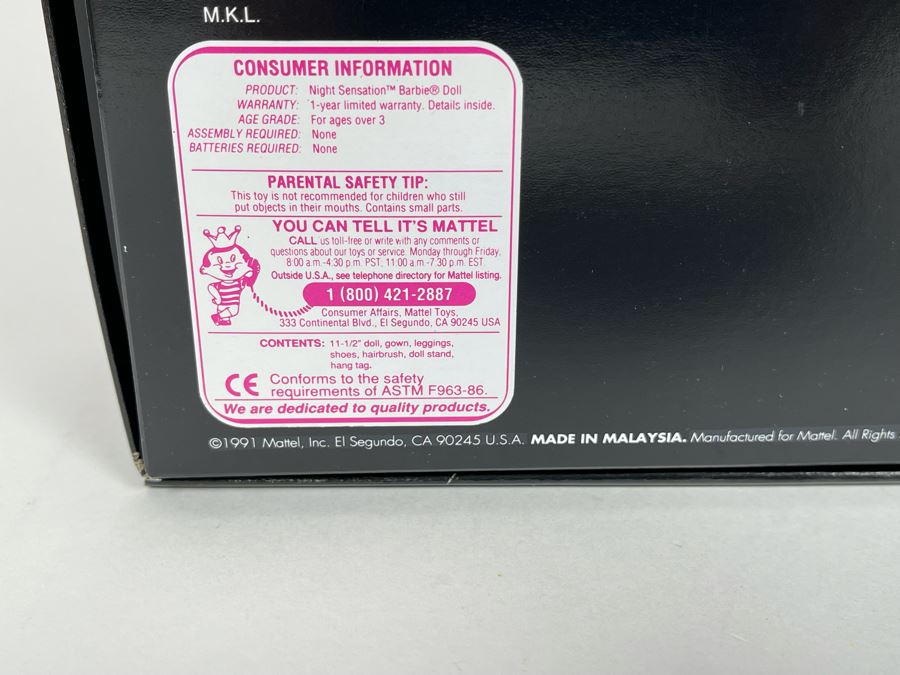 M.K.L.
CONSUMER INFORMATION
PRODUCT: Night Sensation™ Barbie® Doll
WARRANTY: 1-year limited warranty. Details inside.
AGE GRADE: For ages over 3
ASSEMBLY REQUIRED: None
BATTERIES REQUIRED: None
PARENTAL SAFETY TIP:
This toy is not recommended for children who still
put objects in their mouths. Contains small parts.
YOU CAN TELL IT'S MATTEL
CALL us toll-free or write with any comments or
questions about our toys or service. Monday through Friday,
8:00 a.m.-4:30 p.m. PST, 11:00 a.m.-7:30 p.m. EST.
Outside U.S.A., see telephone directory for Mattel listing.
1 (800) 421-2887
Consumer Affairs, Mattel Toys,
333 Continental Blvd., El Segundo, CA 90245 USA
CONTENTS: 11-1/2" doll, gown, leggings,
shoes, hairbrush, doll stand,
hang tag.
CE Conforms to the safety
requirements of ASTM F963-86.
We are dedicated to quality products.
©1991 Mattel, Inc. El Segundo, CA 90245 U.S.A. MADE IN MALAYSIA. Manufactured for Mattel. All Rights